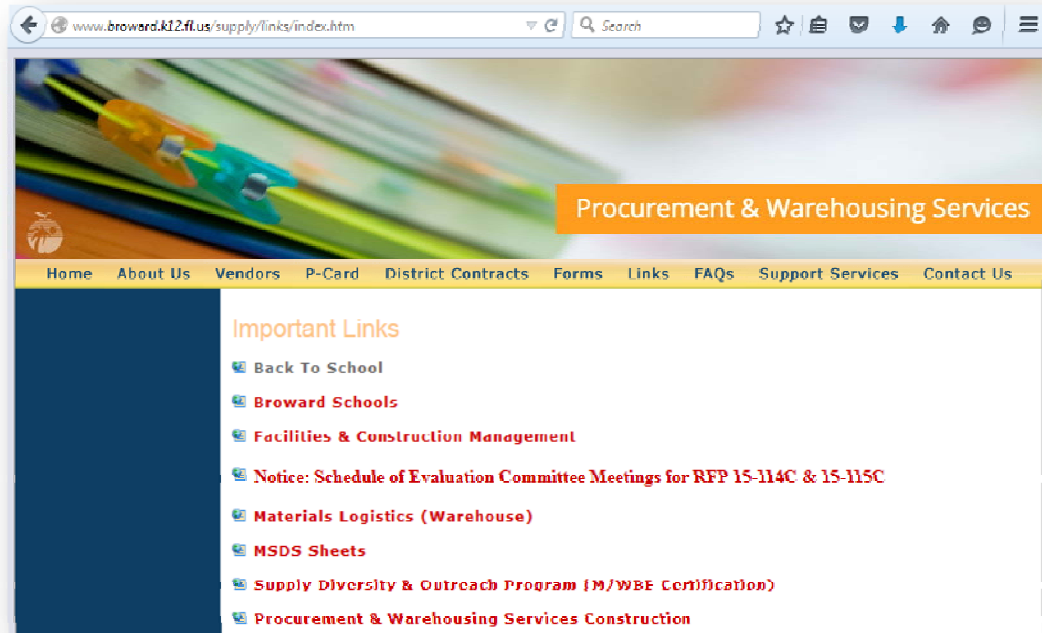 www.broward.k12.fl.us/supply/links/index.htm
Search
Procurement & Warehousing Services
Home About Us Vendors P-Card District Contracts Forms Links FAQs Support Services Contact Us
Important Links
Back To School
Broward Schools
Facilities & Construction Management
Notice: Schedule of Evaluation Committee Meetings for RFP 15-114C & 15-115C
Materials Logistics (Warehouse)
MSDS Sheets
Supply Diversity & Outreach Program (M/WBE Certification)
Procurement & Warehousing Services Construction